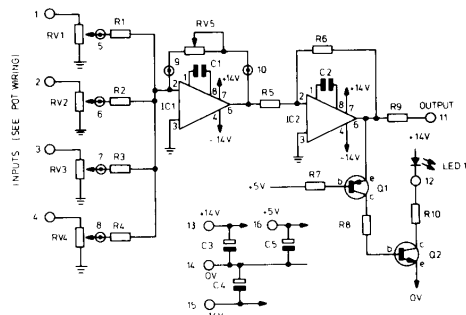 INPUTS (SEE POT WIRING)
1
RV1
5
R1
2
RV2
6
R2
3
RV3
7
R3
4
RV4
8
R4
RV5
9
10
C1
1
8
+14V
2
7
IC1
6
3
4
-14V
R5
R6
C2
1
8
+14V
2
7
IC2
6
3
4
-14V
R9
OUTPUT
11
+14V
LED 1
12
+5V
R7
b
e
Q1
c
R8
R10
b
c
Q2
e
0V
+14V
13
C3
+5V
16
C5
14
0V
C4
15